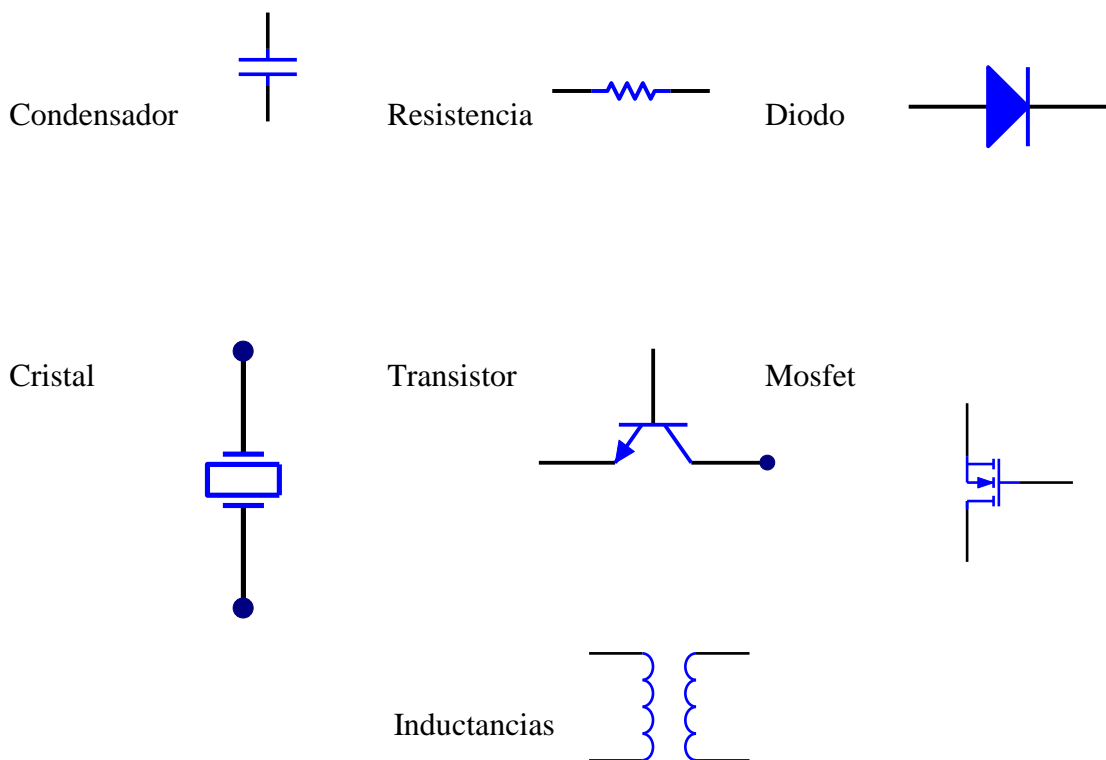 Condensador
Resistencia
Diodo
Cristal
Transistor
Mosfet
Inductancias